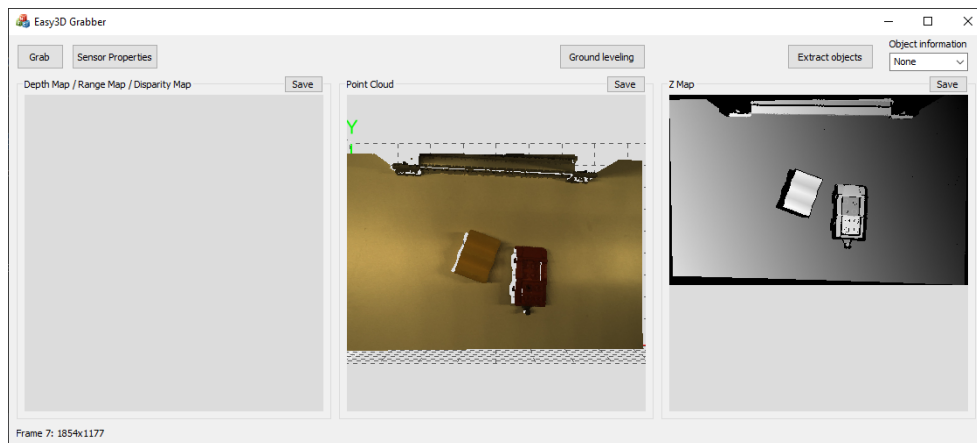 Easy3D Grabber
Grab
Sensor Properties
Ground leveling
Extract objects
Object information
None
Depth Map / Range Map / Disparity Map
Save
Point Cloud
Save
Z Map
Save
Y
Frame 7: 1854x1177